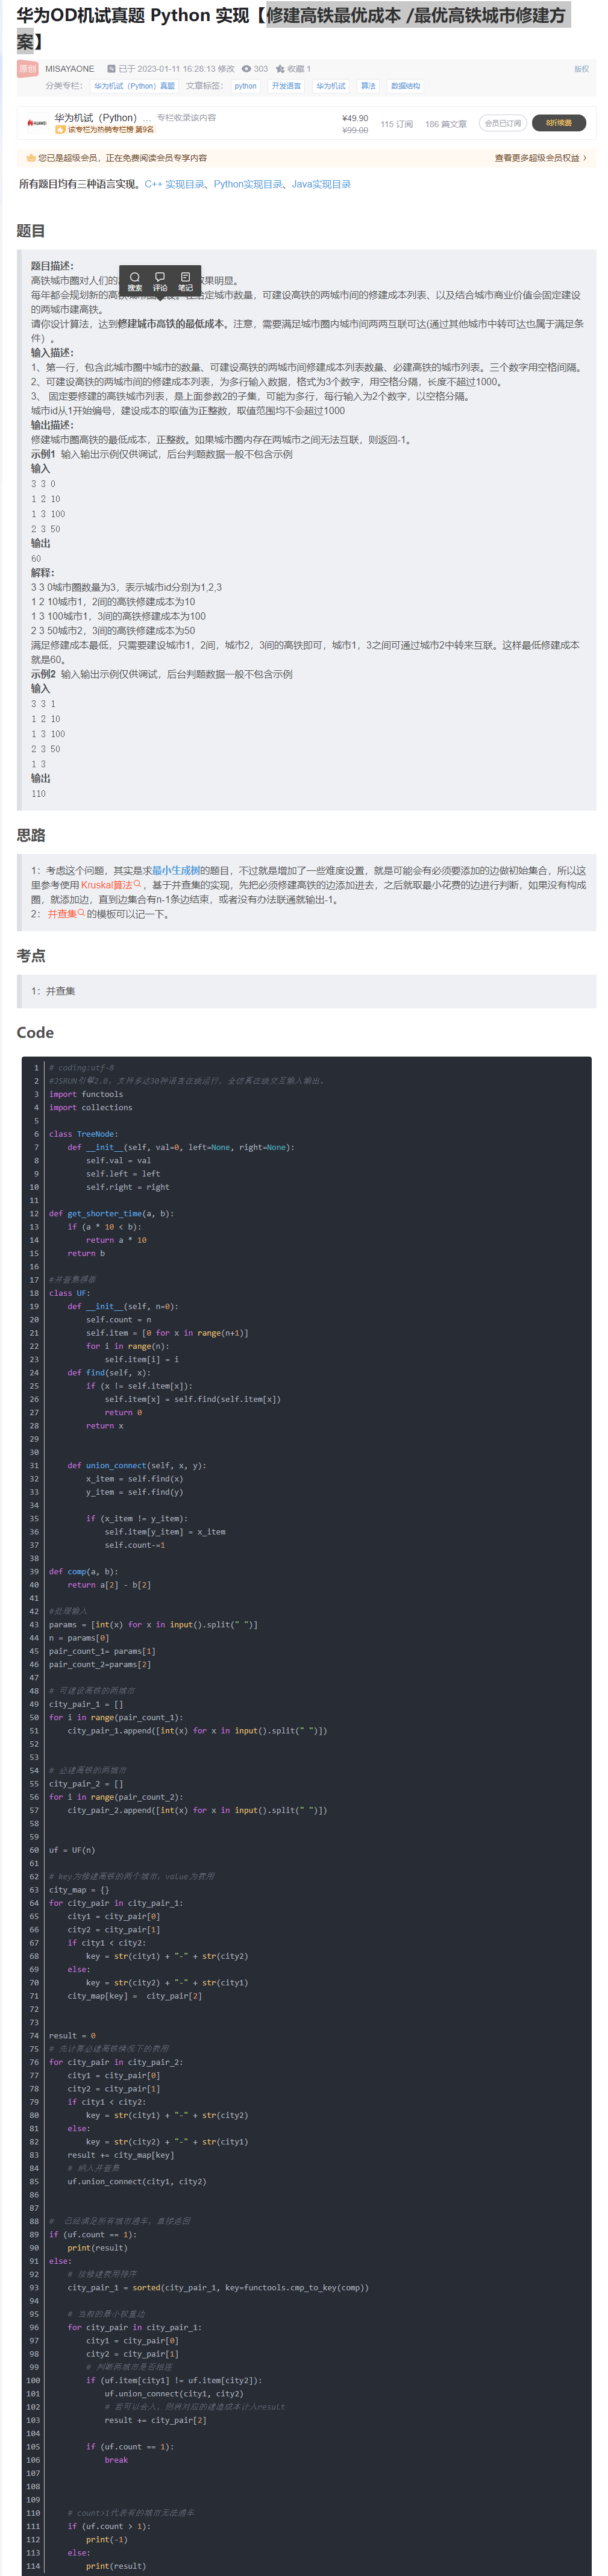 华为OD机试真题 Python 实现【修建高铁最优成本 /最优高铁城市修建方
案】
原创 MISAYAONE 已于 2023-01-11 16:28:13 修改 303 收藏 1 版权
分类专栏： 华为机试（Python）真题 文章标签： python 开发语言 华为机试 算法 数据结构
HUAWEI 华为机试（Python）... 专栏收录该内容 ¥49.90 115 订阅 186 篇文章 会员已订阅 8折续费
该专栏为热销专栏榜 第9名 ¥99.00
您已是超级会员，正在免费阅读会员专享内容 查看更多超级会员权益 ›
所有题目均有三种语言实现。C++ 实现目录、Python实现目录、Java实现目录
题目
题目描述：
高铁城市圈对人们的
效果明显。
搜索 评论 笔记
每年都会规划新的高铁城市圈建设。在给定城市数量，可建设高铁的两城市间的修建成本列表、以及结合城市商业价值会固定建设
的两城市建高铁。
请你设计算法，达到修建城市高铁的最低成本。注意，需要满足城市圈内城市间两两互联可达(通过其他城市中转可达也属于满足条
件）。
输入描述：
1、第一行，包含此城市圈中城市的数量、可建设高铁的两城市间修建成本列表数量、必建高铁的城市列表。三个数字用空格间隔。
2、可建设高铁的两城市间的修建成本列表，为多行输入数据，格式为3个数字，用空格分隔，长度不超过1000。
3、 固定要修建的高铁城市列表，是上面参数2的子集，可能为多行，每行输入为2个数字，以空格分隔。
城市id从1开始编号，建设成本的取值为正整数，取值范围均不会超过1000
输出描述：
修建城市圈高铁的最低成本，正整数。如果城市圈内存在两城市之间无法互联，则返回-1。
示例1 输入输出示例仅供调试，后台判题数据一般不包含示例
输入
3 3 0
1 2 10
1 3 100
2 3 50
输出
60
解释：
3 3 0城市圈数量为3，表示城市id分别为1,2,3
1 2 10城市1，2间的高铁修建成本为10
1 3 100城市1，3间的高铁修建成本为100
2 3 50城市2，3间的高铁修建成本为50
满足修建成本最低，只需要建设城市1，2间，城市2，3间的高铁即可，城市1，3之间可通过城市2中转来互联。这样最低修建成本
就是60。
示例2 输入输出示例仅供调试，后台判题数据一般不包含示例
输入
3 3 1
1 2 10
1 3 100
2 3 50
1 3
输出
110
思路
1：考虑这个问题，其实是求最小生成树的题目，不过就是增加了一些难度设置，就是可能会有必须要添加的边做初始集合，所以这
里参考使用 Kruskal算法，基于并查集的实现，先把必须修建高铁的边添加进去，之后就取最小花费的边进行判断，如果没有构成
圈，就添加边，直到边集合有n-1条边结束，或者没有办法联通就输出-1。
2： 并查集 的模板可以记一下。
考点
1：并查集
Code
1 # coding:utf-8
2 #JSRUN引擎2.0，支持多达30种语言在线运行，全仿真在线交互输入输出。
3 import functools
4 import collections
5
6 class TreeNode:
7 def __init__(self, val=0, left=None, right=None):
8 self.val = val
9 self.left = left
10 self.right = right
11
12 def get_shorter_time(a, b):
13 if (a * 10 < b):
14 return a * 10
15 return b
16
17 #并查集模板
18 class UF:
19 def __init__(self, n=0):
20 self.count = n
21 self.item = [0 for x in range(n+1)]
22 for i in range(n):
23 self.item[i] = i
24 def find(self, x):
25 if (x != self.item[x]):
26 self.item[x] = self.find(self.item[x])
27 return 0
28 return x
29
30
31 def union_connect(self, x, y):
32 x_item = self.find(x)
33 y_item = self.find(y)
34
35 if (x_item != y_item):
36 self.item[y_item] = x_item
37 self.count-=1
38
39 def comp(a, b):
40 return a[2] - b[2]
41
42 #处理输入
43 params = [int(x) for x in input().split(" ")]
44 n = params[0]
45 pair_count_1= params[1]
46 pair_count_2=params[2]
47
48 # 可建设高铁的两城市
49 city_pair_1 = []
50 for i in range(pair_count_1):
51 city_pair_1.append([int(x) for x in input().split(" ")])
52
53
54 # 必建高铁的两城市
55 city_pair_2 = []
56 for i in range(pair_count_2):
57 city_pair_2.append([int(x) for x in input().split(" ")])
58
59
60 uf = UF(n)
61
62 # key为修建高铁的两个城市，value为费用
63 city_map = {}
64 for city_pair in city_pair_1:
65 city1 = city_pair[0]
66 city2 = city_pair[1]
67 if city1 < city2:
68 key = str(city1) + "-" + str(city2)
69 else:
70 key = str(city2) + "-" + str(city1)
71 city_map[key] = city_pair[2]
72
73
74 result = 0
75 # 先计算必建高铁情况下的费用
76 for city_pair in city_pair_2:
77 city1 = city_pair[0]
78 city2 = city_pair[1]
79 if city1 < city2:
80 key = str(city1) + "-" + str(city2)
81 else:
82 key = str(city2) + "-" + str(city1)
83 result += city_map[key]
84 # 纳入并查集
85 uf.union_connect(city1, city2)
86
87
88 # 已经满足所有城市通车，直接返回
89 if (uf.count == 1):
90 print(result)
91 else:
92 # 按修建费用排序
93 city_pair_1 = sorted(city_pair_1, key=functools.cmp_to_key(comp))
94
95 # 当前的最小权重边
96 for city_pair in city_pair_1:
97 city1 = city_pair[0]
98 city2 = city_pair[1]
99 # 判断两城市是否相连
100 if (uf.item[city1] != uf.item[city2]):
101 uf.union_connect(city1, city2)
102 # 若可以合入，则将对应的建造成本计入result
103 result += city_pair[2]
104
105 if (uf.count == 1):
106 break
107
108
109
110 # count>1代表有的城市无法通车
111 if (uf.count > 1):
112 print(-1)
113 else:
114 print(result)